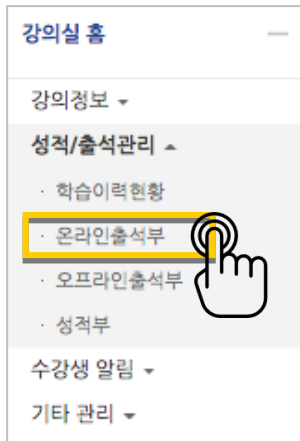 강의실 홈
강의정보
성적/출석관리
· 학습이력현황
· 온라인출석부
· 오프라인출석부
· 성적부
수강생 알림
기타 관리